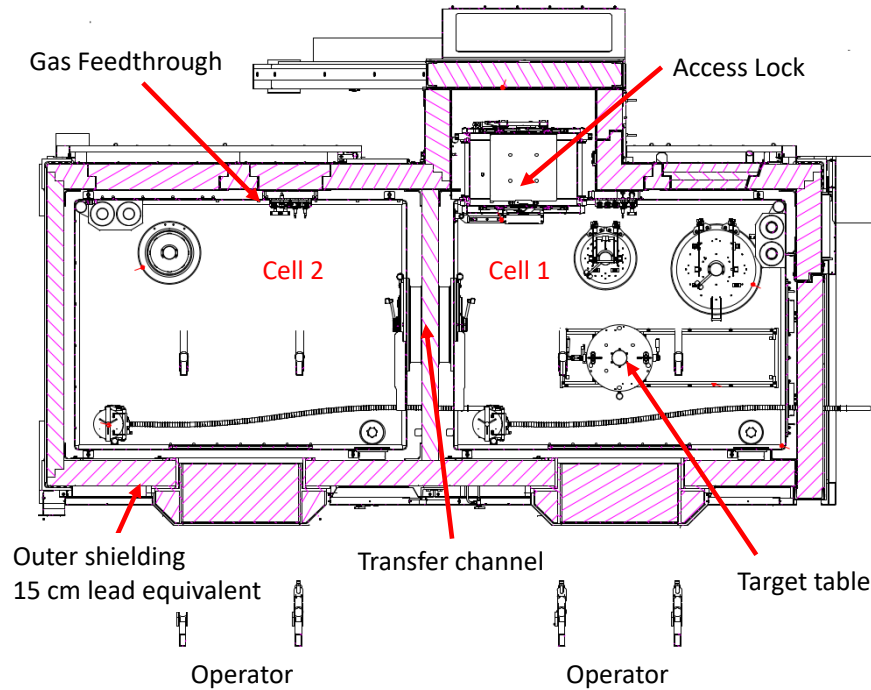 Gas Feedthrough
Access Lock
Cell 2
Cell 1
Outer shielding
15 cm lead equivalent
Transfer channel
Target table
Operator
Operator